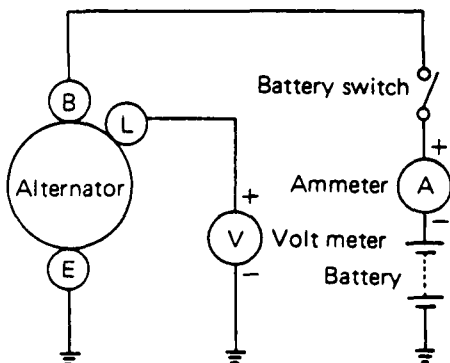 B
L
Battery switch
+
Alternator
Ammeter
A
+
−
V
Volt meter
−
Battery
E